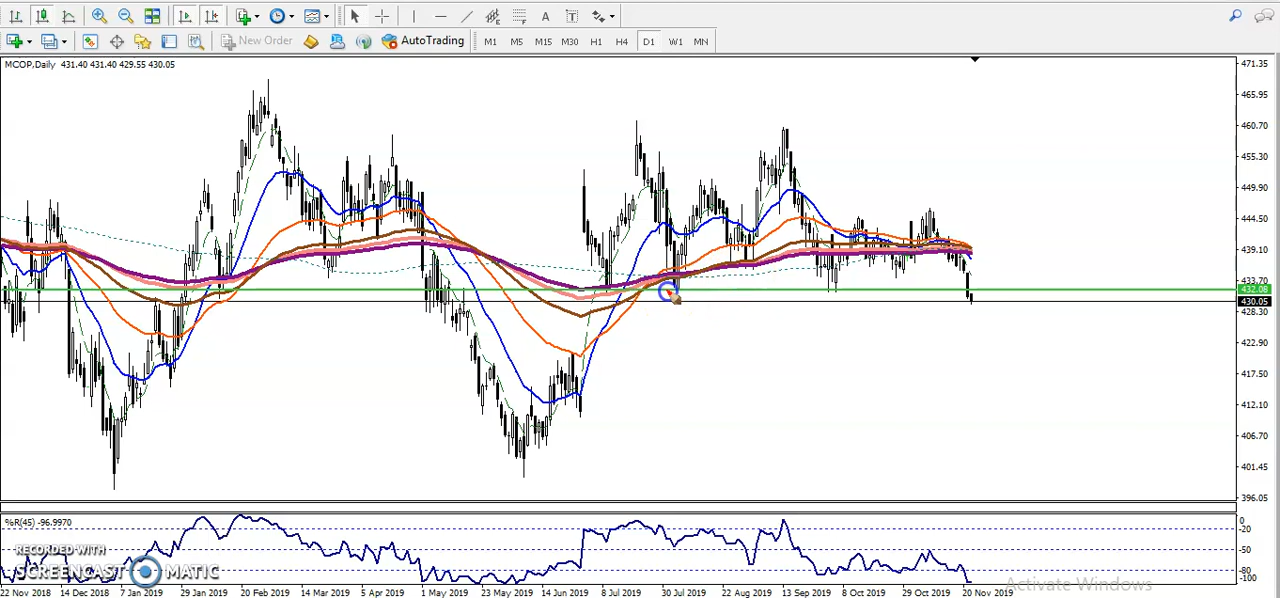 A
T
New Order
AutoTrading
M1
M5
M15
M30
H1
H4
D1
W1
MN
MCOP,Daily 431.40 431.40 429.55 430.05
471.35
465.95
460.70
455.30
449.90
444.50
439.10
433.70
432.08
430.05
428.30
422.90
417.50
412.10
406.70
401.45
396.05
%R(45) -96.9970
0
-20
-50
-80
-100
RECORDED WITH
SCREENCAST MATIC
Activate Windows
22 Nov 2018
14 Dec 2018
7 Jan 2019
29 Jan 2019
20 Feb 2019
14 Mar 2019
5 Apr 2019
1 May 2019
23 May 2019
14 Jun 2019
8 Jul 2019
30 Jul 2019
22 Aug 2019
13 Sep 2019
8 Oct 2019
29 Oct 2019
20 Nov 2019